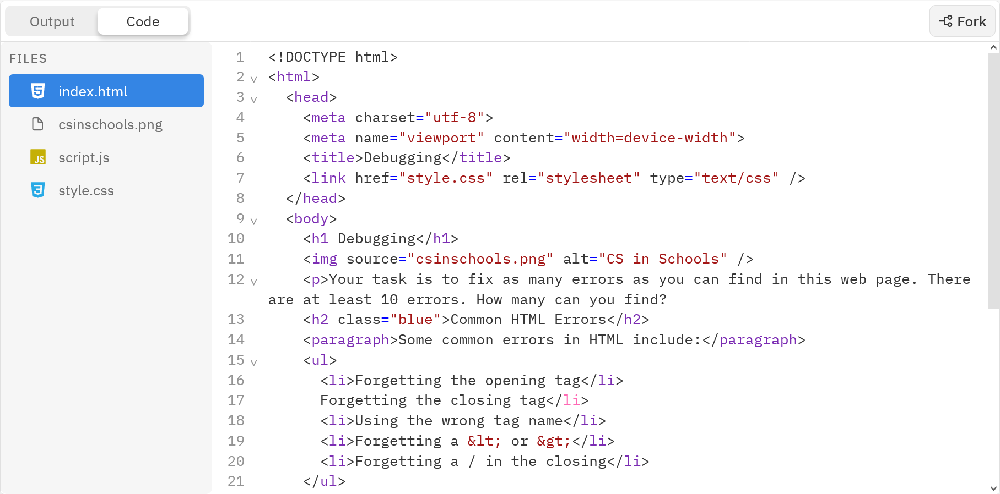 Output
Code
Fork
FILES
index.html
csinschools.png
script.js
style.css
1 <!DOCTYPE html>
2 <html>
3 <head>
4 <meta charset="utf-8">
5 <meta name="viewport" content="width=device-width">
6 <title>Debugging</title>
7 <link href="style.css" rel="stylesheet" type="text/css" />
8 </head>
9 <body>
10 <h1 Debugging</h1>
11 <img source="csinschools.png" alt="CS in Schools" />
12 <p>Your task is to fix as many errors as you can find in this web page. There
are at least 10 errors. How many can you find?
13 <h2 class="blue">Common HTML Errors</h2>
14 <paragraph>Some common errors in HTML include:</paragraph>
15 <ul>
16 <li>Forgetting the opening tag</li>
17 Forgetting the closing tag</li>
18 <li>Using the wrong tag name</li>
19 <li>Forgetting a &lt; or &gt;</li>
20 <li>Forgetting a / in the closing</li>
21 </ul>